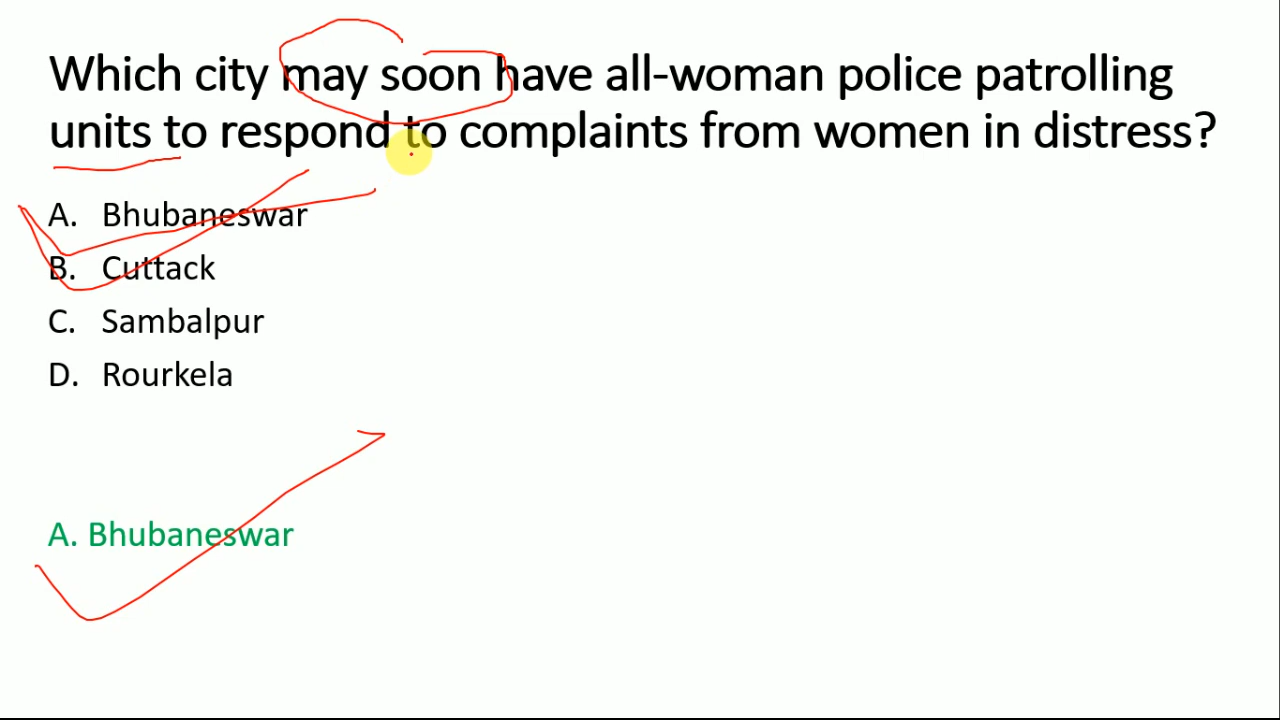 Which city may soon have all-woman police patrolling
units to respond to complaints from women in distress?
A. Bhubaneswar
B. Cuttack
C. Sambalpur
D. Rourkela
A. Bhubaneswar